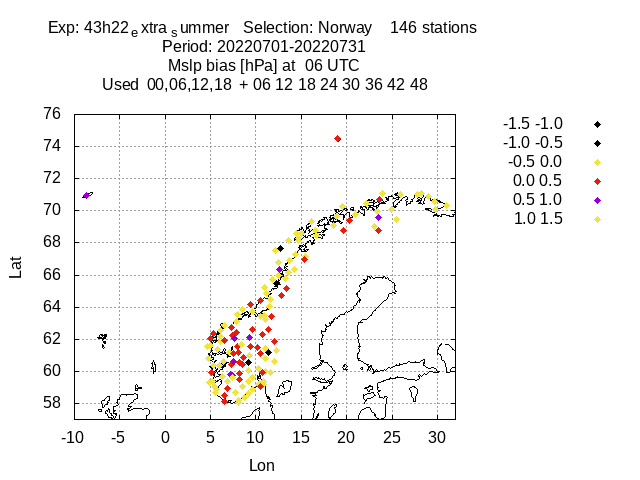 Exp: 43h22extrasummer Selection: Norway 146 stations
Period: 20220701-20220731
Mslp bias [hPa] at 06 UTC
Used 00,06,12,18 + 06 12 18 24 30 36 42 48
76
74
72
70
68
66
64
62
60
58
Lat
-10 -5 0 5 10 15 20 25 30
Lon
-1.5 -1.0
-1.0 -0.5
-0.5 0.0
0.0 0.5
0.5 1.0
1.0 1.5